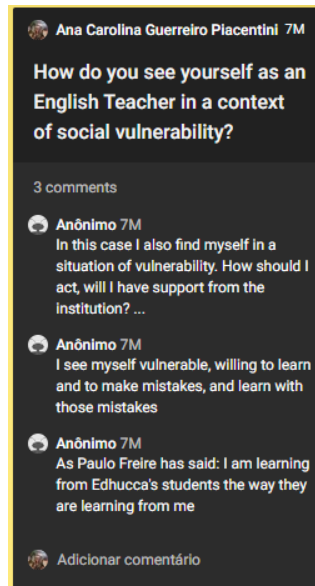 Ana Carolina Guerreiro Piacentini 7M
How do you see yourself as an
English Teacher in a context
of social vulnerability?
3 comments
Anônimo 7M
In this case I also find myself in a
situation of vulnerability. How should I
act, will I have support from the
institution? ...
Anônimo 7M
I see myself vulnerable, willing to learn
and to make mistakes, and learn with
those mistakes
Anônimo 7M
As Paulo Freire has said: I am learning
from Edhucca's students the way they
are learning from me
Adicionar comentário